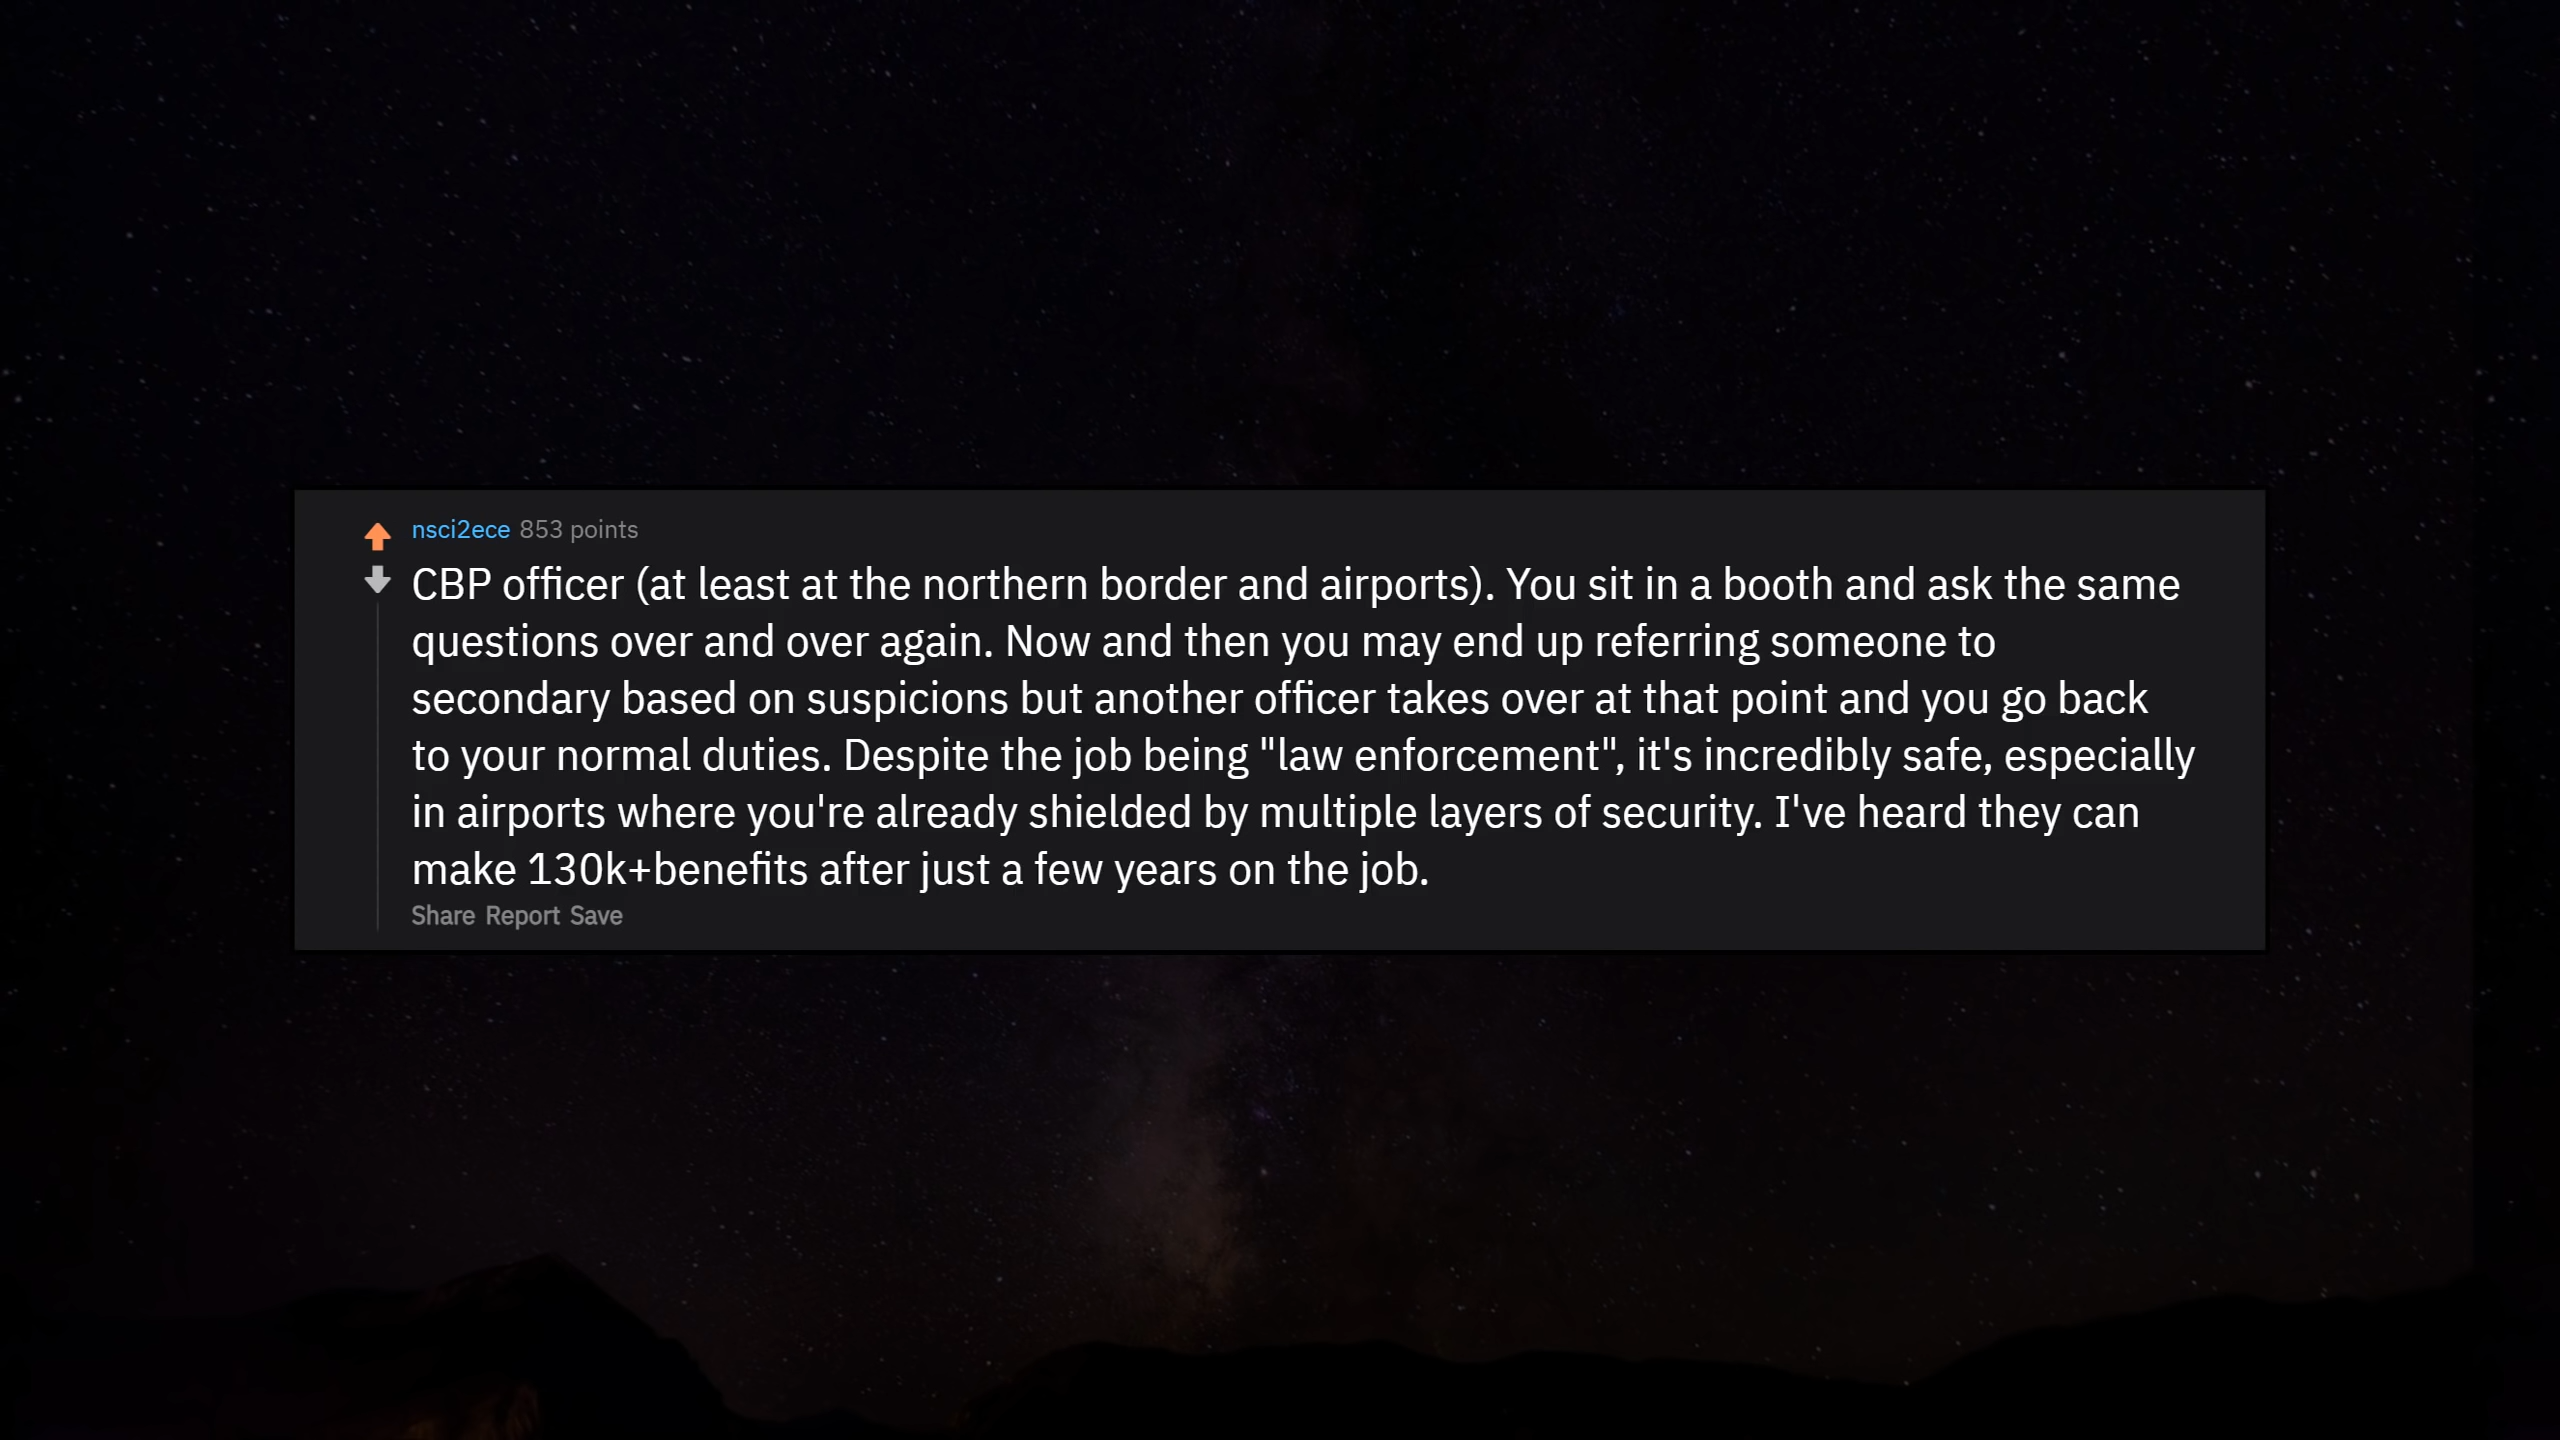 nsci2ece 853 points
CBP officer (at least at the northern border and airports). You sit in a booth and ask the same
questions over and over again. Now and then you may end up referring someone to
secondary based on suspicions but another officer takes over at that point and you go back
to your normal duties. Despite the job being "law enforcement", it's incredibly safe, especially
in airports where you're already shielded by multiple layers of security. I've heard they can
make 130k+benefits after just a few years on the job.
Share Report Save